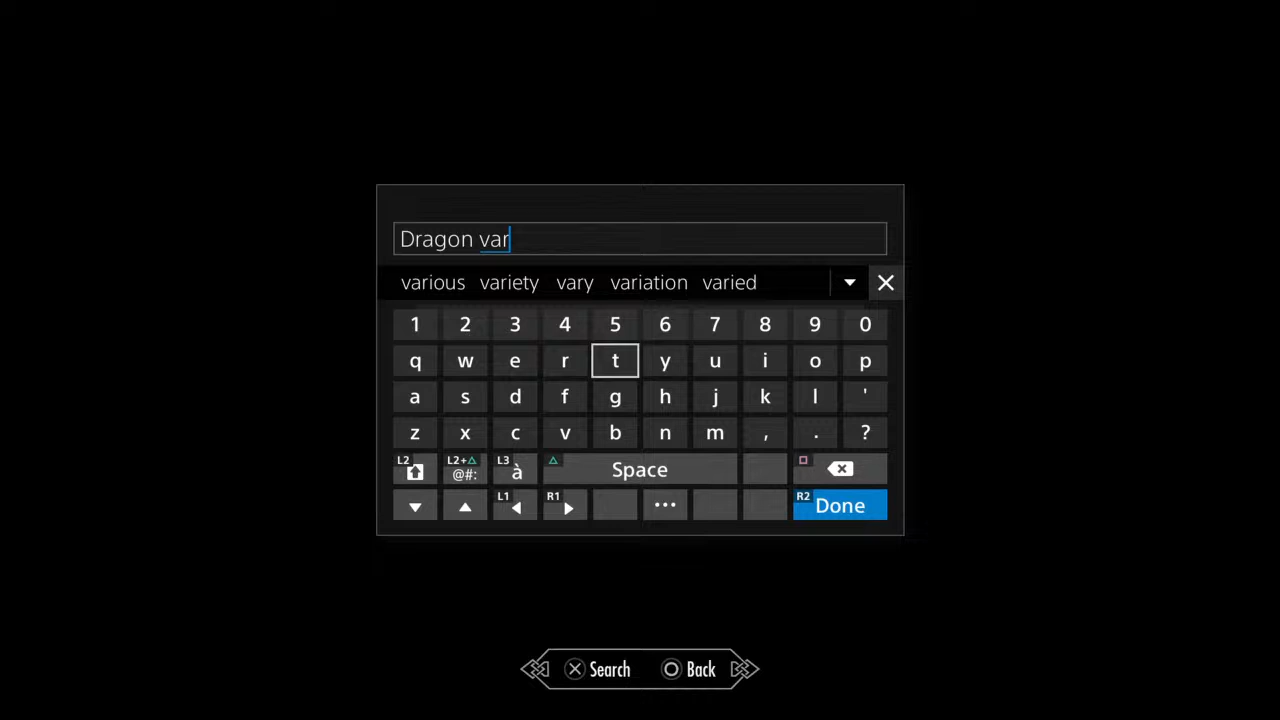 Dragon var
various variety vary variation varied
1 2 3 4 5 6 7 8 9 0
q w e r t y u i o p
a s d f g h j k l '
z x c v b n m , . ?
L2 L2+△ @#: L3 à △ Space □
L1 R1 ... R2 Done
Search Back